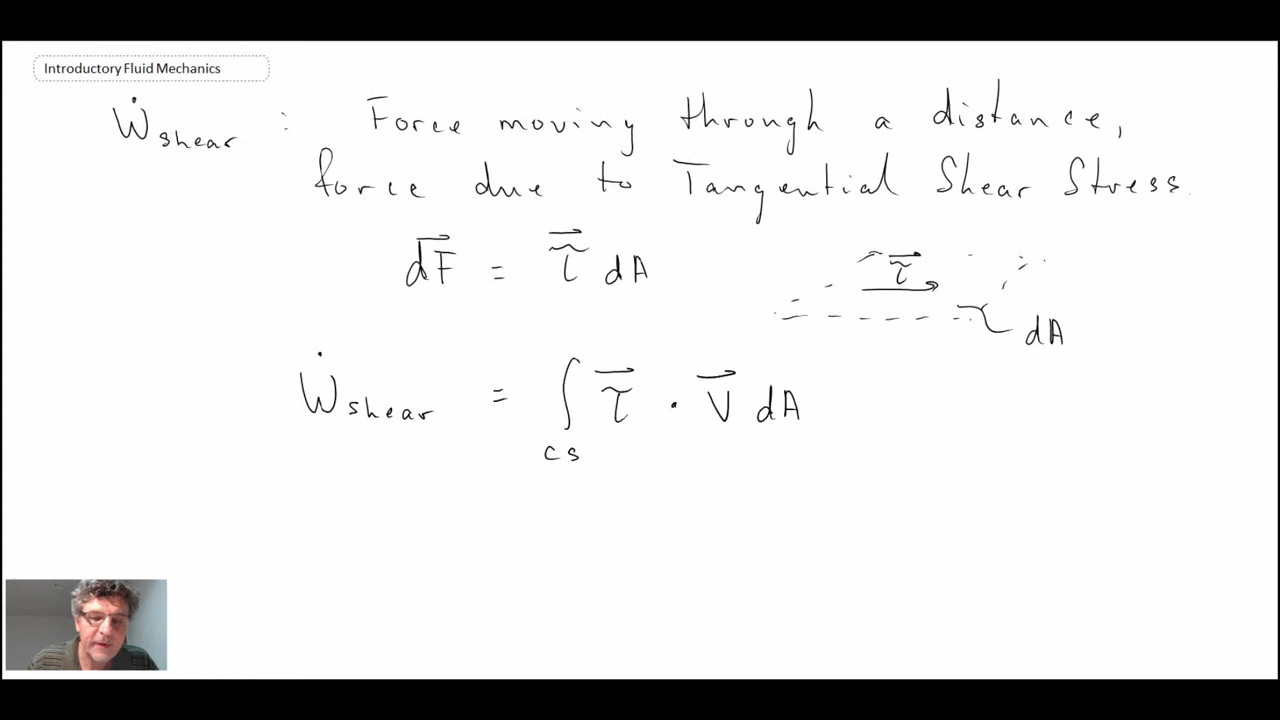 Introductory Fluid Mechanics
Ẇshear : Force moving through a distance,
force due to Tangential Shear Stress.
d⃗F = τ⃗ dA
τ⃗
dA
Ẇshear = ∫cs τ⃗ · V⃗ dA